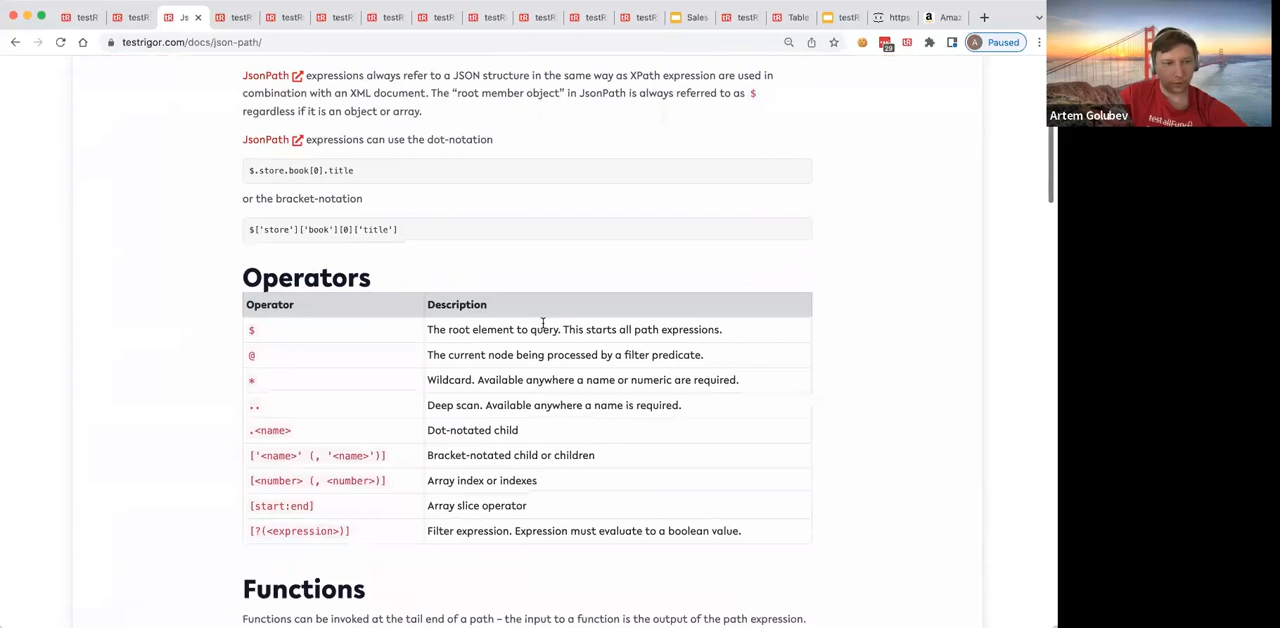 testR
testR
Js
testR
testR
testR
testR
testR
testR
testR
testR
testR
Sales
testR
Table
testR
https
Amaz
testrigor.com/docs/json-path/
29
A
Paused
JsonPath expressions always refer to a JSON structure in the same way as XPath expression are used in
combination with an XML document. The “root member object” in JsonPath is always referred to as $
regardless if it is an object or array.
JsonPath expressions can use the dot-notation
$.store.book[0].title
or the bracket-notation
$['store']['book'][0]['title']
Operators
Operator Description
$ The root element to query. This starts all path expressions.
@ The current node being processed by a filter predicate.
* Wildcard. Available anywhere a name or numeric are required.
.. Deep scan. Available anywhere a name is required.
.<name> Dot-notated child
['<name>' (, '<name>')] Bracket-notated child or children
[<number> (, <number>)] Array index or indexes
[start:end] Array slice operator
[?(<expression>)] Filter expression. Expression must evaluate to a boolean value.
Functions
Functions can be invoked at the tail end of a path – the input to a function is the output of the path expression.
Artem Golubev